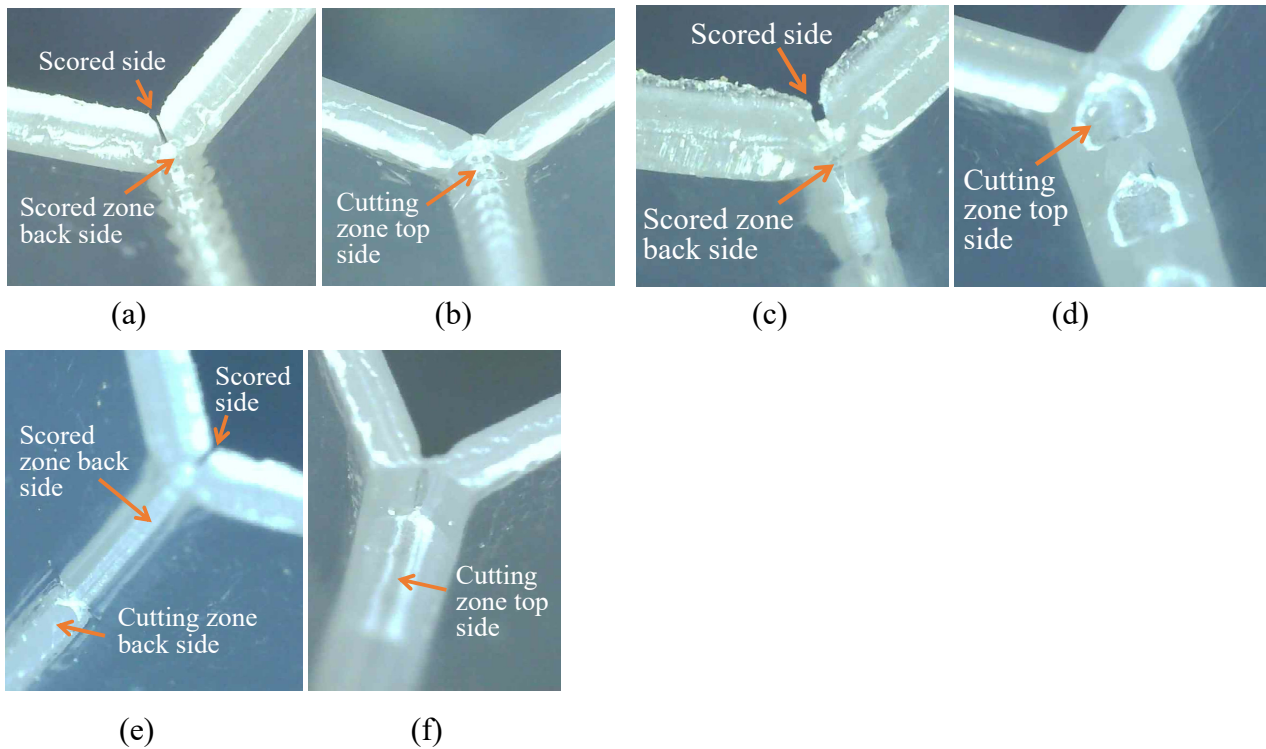 Scored side
Scored zone
back side
(a)
Cutting
zone top
side
(b)
Scored side
Scored zone
back side
(c)
Cutting
zone top
side
(d)
Scored
side
Scored
zone back
side
Cutting zone
back side
(e)
Cutting
zone top
side
(f)